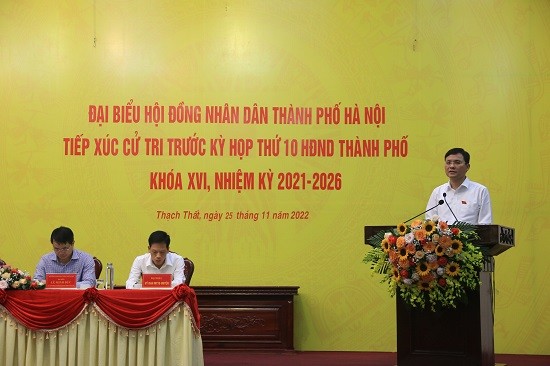 ĐẠI BIỂU HỘI ĐỒNG NHÂN DÂN THÀNH PHỐ HÀ NỘI
TIẾP XÚC CỬ TRI TRƯỚC KỲ HỌP THỨ 10 HĐND THÀNH PHỐ
KHÓA XVI, NHIỆM KỲ 2021-2026
Thạch Thất, ngày 25 tháng 11 năm 2022